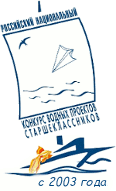 РОССИЙСКИЙ НАЦИОНАЛЬНЫЙ
КОНКУРС ВОДНЫХ ПРОЕКТОВ
СТАРШЕКЛАССНИКОВ
с 2003 года